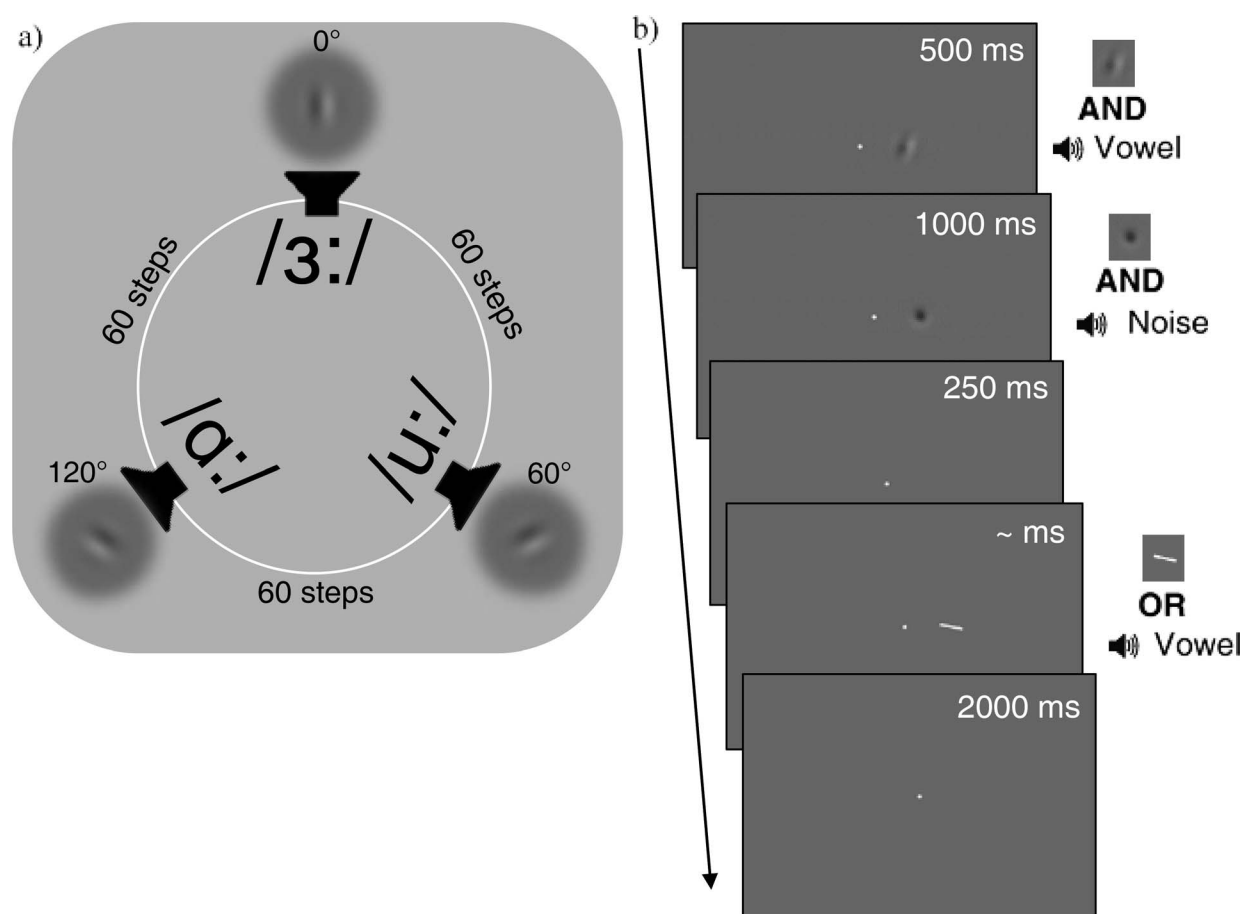 a)
0°
60 steps
60 steps
/ɜ:/
/ɑ:/
/u:/
120°
60°
60 steps
b)
500 ms
AND
Vowel
1000 ms
AND
Noise
250 ms
~ ms
OR
Vowel
2000 ms